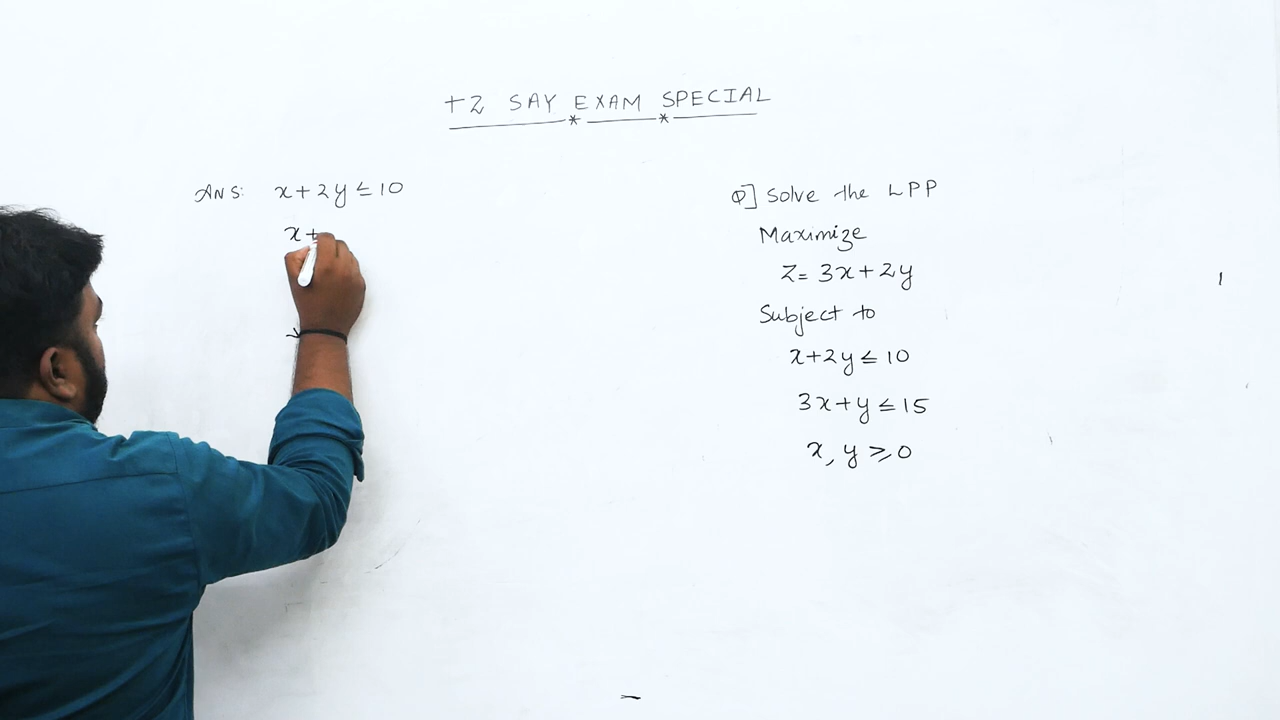 +2 SAY EXAM SPECIAL
ANS: x+2y≤10
x+
Q] Solve the LPP
Maximize
Z=3x+2y
Subject to
x+2y≤10
3x+y≤15
x,y≥0